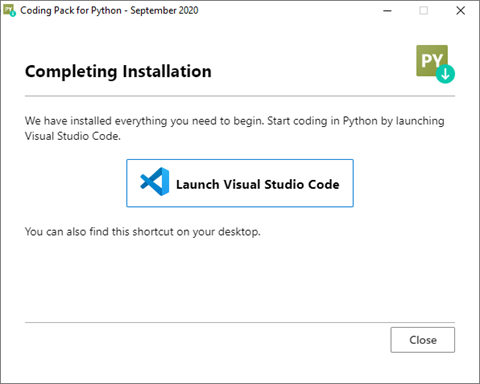 Coding Pack for Python - September 2020
PY
Completing Installation
We have installed everything you need to begin. Start coding in Python by launching
Visual Studio Code.
Launch Visual Studio Code
You can also find this shortcut on your desktop.
Close